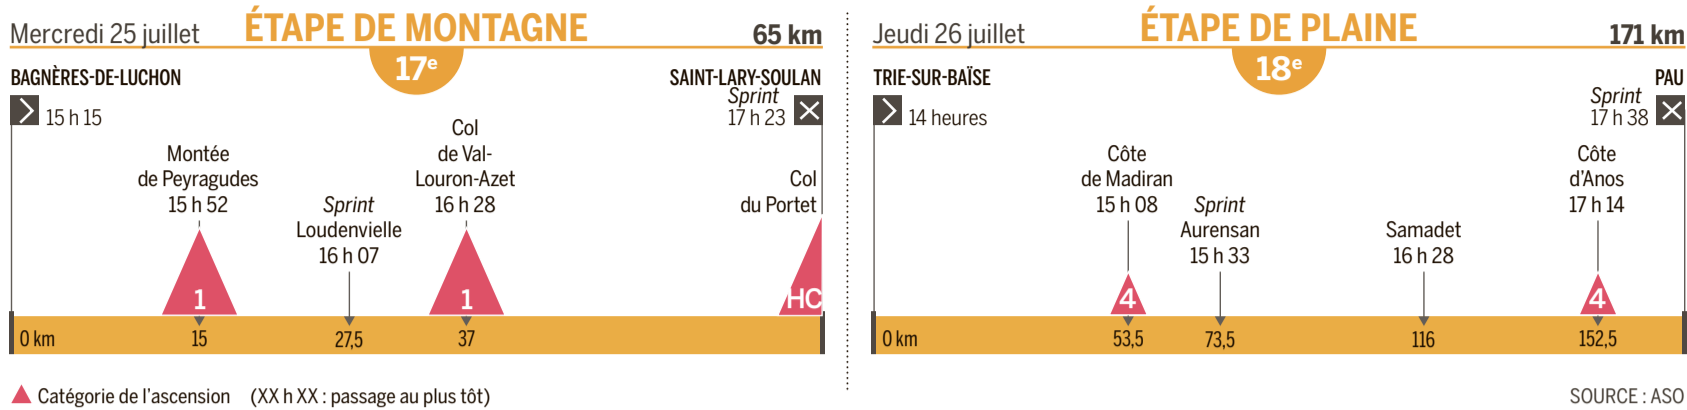 Mercredi 25 juillet
ÉTAPE DE MONTAGNE
65 km
17e
BAGNÈRES-DE-LUCHON
SAINT-LARY-SOULAN
15 h 15
Sprint
17 h 23
Montée
de Peyragudes
15 h 52
Sprint
Loudenvielle
16 h 07
Col
de Val-
Louron-Azet
16 h 28
Col
du Portet
1
1
HC
0 km
15
27,5
37
Jeudi 26 juillet
ÉTAPE DE PLAINE
171 km
18e
TRIE-SUR-BAÏSE
PAU
14 heures
Sprint
17 h 38
Côte
de Madiran
15 h 08
Sprint
Aurensan
15 h 33
Samadet
16 h 28
Côte
d'Anos
17 h 14
4
4
0 km
53,5
73,5
116
152,5
Catégorie de l'ascension (XX h XX : passage au plus tôt)
SOURCE : ASO